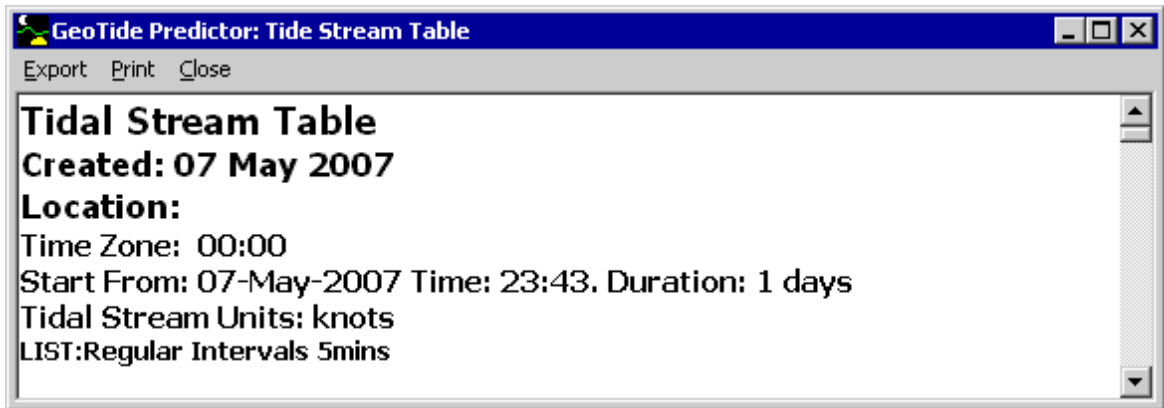 GeoTide Predictor: Tide Stream Table
Export Print Close
Tidal Stream Table
Created: 07 May 2007
Location:
Time Zone:  00:00
Start From: 07-May-2007 Time: 23:43. Duration: 1 days
Tidal Stream Units: knots
LIST:Regular Intervals 5mins